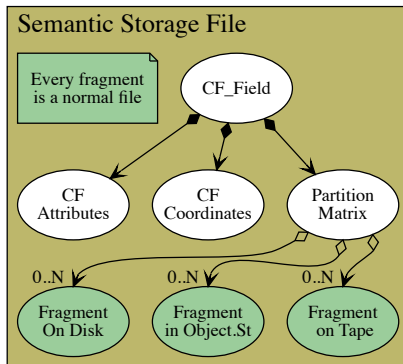 Semantic Storage File
Every fragment
is a normal file
CF_Field
CF
Attributes
CF
Coordinates
Partition
Matrix
0..N
0..N
0..N
Fragment
On Disk
Fragment
in Object.St
Fragment
on Tape